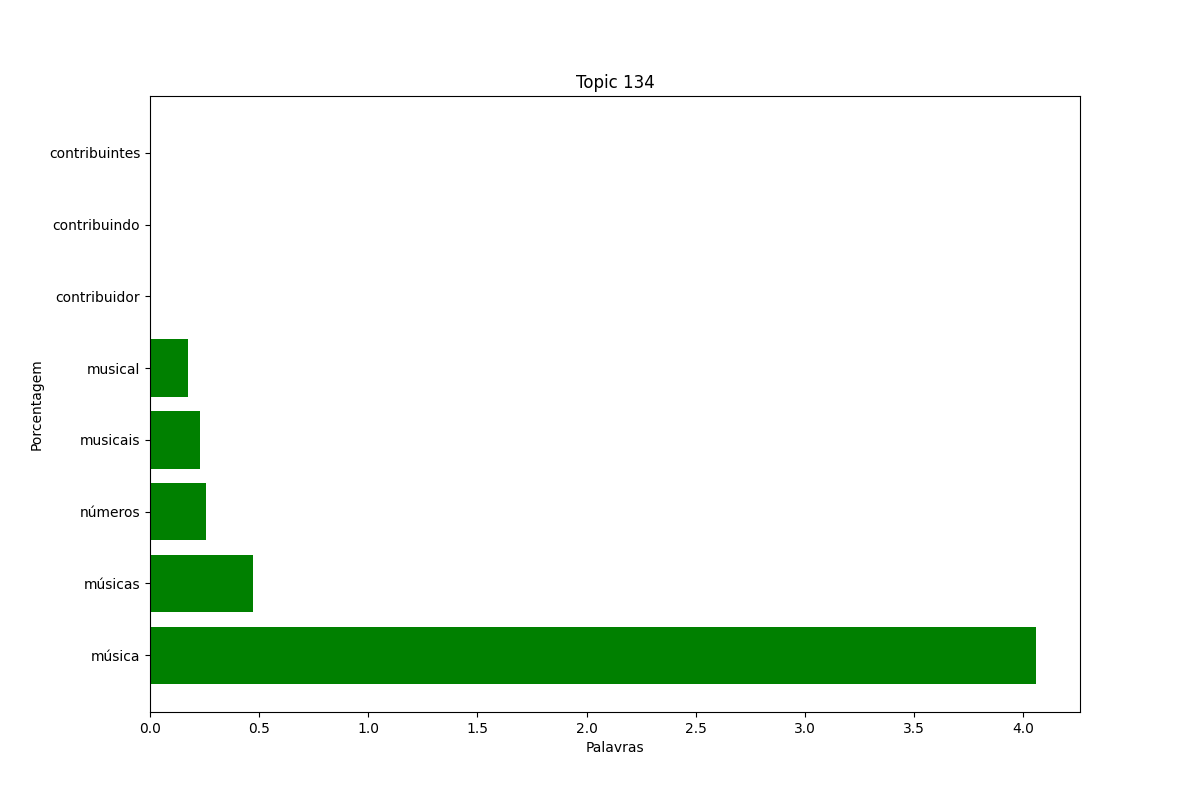 Topic 134
contribuintes
contribuindo
contribuidor
musical
musicais
números
músicas
música
Porcentagem
0.0 0.5 1.0 1.5 2.0 2.5 3.0 3.5 4.0
Palavras